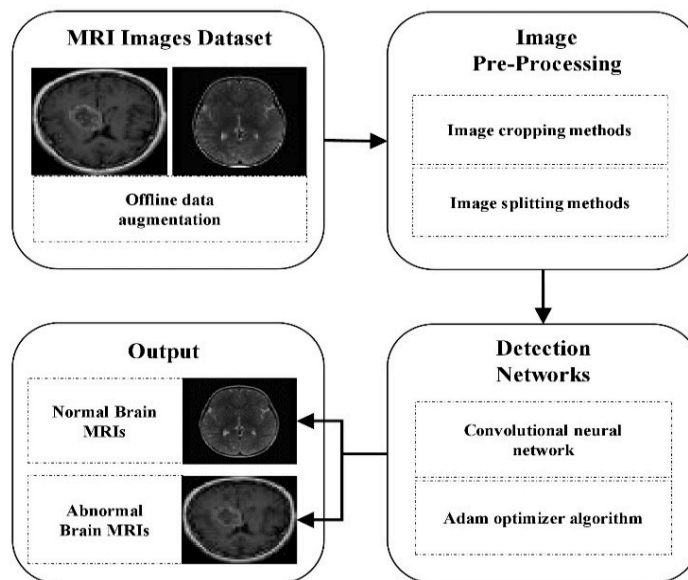 MRI Images Dataset
Offline data
augmentation
Image
Pre-Processing
Image cropping methods
Image splitting methods
Detection
Networks
Convolutional neural
network
Adam optimizer algorithm
Output
Normal Brain
MRIs
Abnormal
Brain MRIs